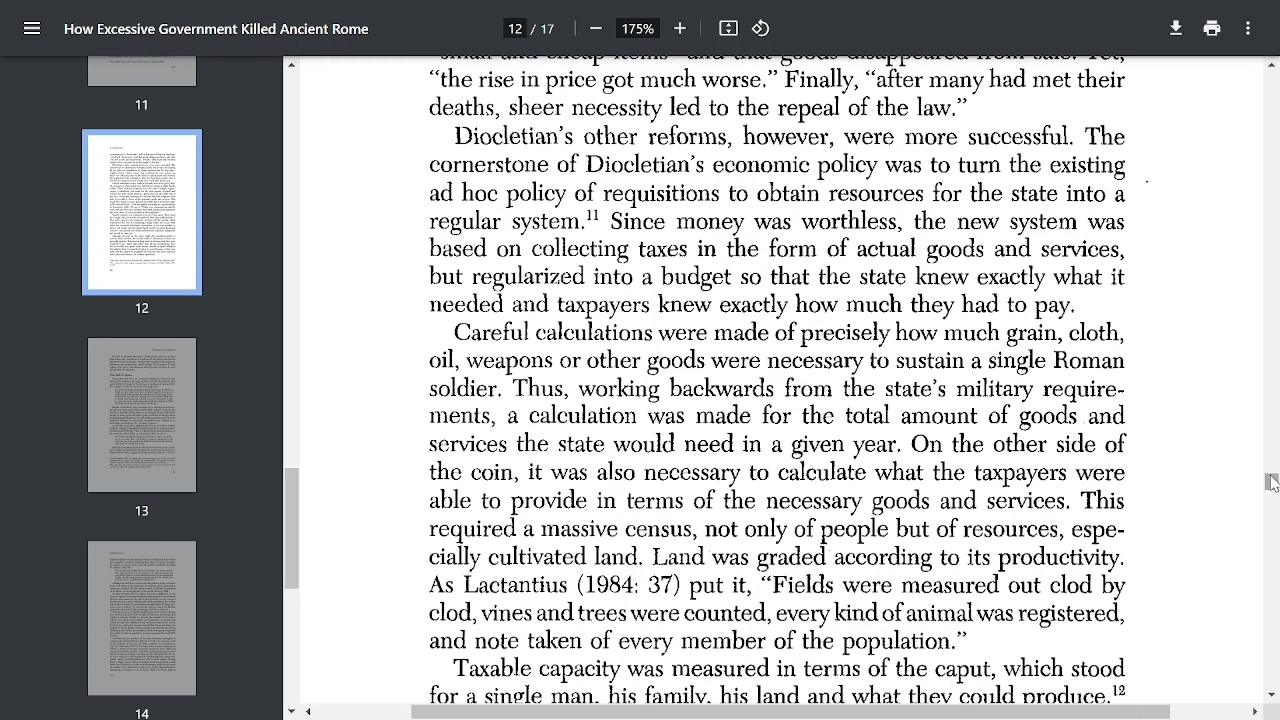 How Excessive Government Killed Ancient Rome
12 / 17
175%
11
12
13
14
"the rise in price got much worse." Finally, "after many had met their
deaths, sheer necessity led to the repeal of the law."
Diocletian's other reforms, however, were more successful. The
cornerstone of Diocletian's economic policy was to turn the existing
ad hoc policy of requisitions to obtain resources for the state into a
regular system.11 Since money was worthless, the new system was
based on collecting taxes in the form of actual goods and services,
but regularized into a budget so that the state knew exactly what it
needed and taxpayers knew exactly how much they had to pay.
Careful calculations were made of precisely how much grain, cloth,
oil, weapons or other goods were necessary to sustain a single Roman
soldier. Thus, working backwards from the state's military require-
ments, a calculation was made for the total amount of goods and
services the state would need in a given year. On the other side of
the coin, it was also necessary to calculate what the taxpayers were
able to provide in terms of the necessary goods and services. This
required a massive census, not only of people but of resources, espe-
cially cultivated land. Land was graded according to its productivity.
As Lactantius (1984: 37) put it, "Fields were measured out clod by
clod, vines and trees were counted, every kind of animal was registered,
and note taken of every member of the population."
Taxable capacity was measured in terms of the caput, which stood
for a single man, his family, his land and what they could produce.12